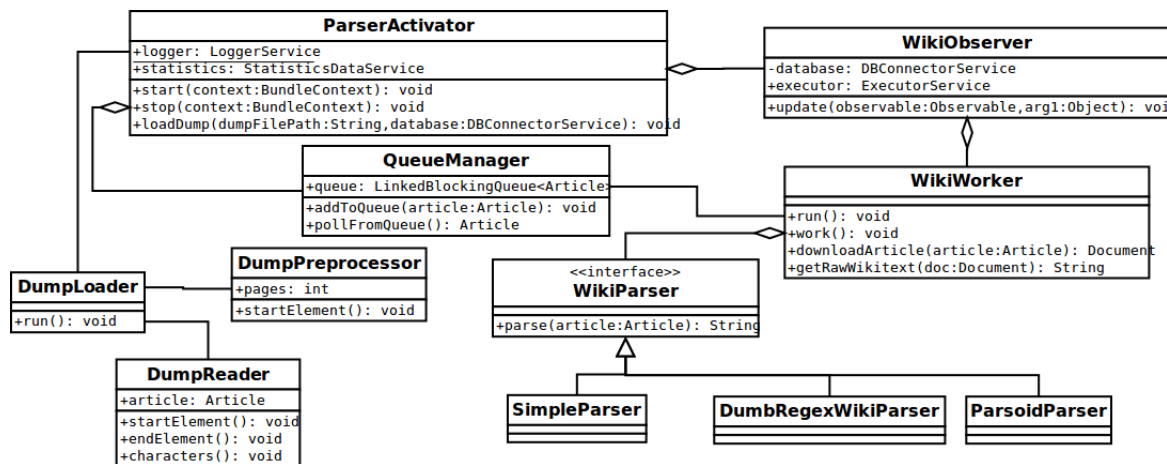 ParserActivator
+logger: LoggerService
+statistics: StatisticsDataService
+start(context:BundleContext): void
+stop(context:BundleContext): void
+loadDump(dumpFilePath:String,database:DBConnectorService): void
WikiObserver
-database: DBConnectorService
+executor: ExecutorService
+update(observable:Observable,arg1:Object): voi
QueueManager
+queue: LinkedBlockingQueue<Article>
+addToQueue(article:Article): void
+pollFromQueue(): Article
WikiWorker
+run(): void
+work(): void
+downloadArticle(article:Article): Document
+getRawWikitext(doc:Document): String
DumpPreprocessor
+pages: int
+startElement(): void
DumpLoader
+run(): void
<<interface>>
WikiParser
+parse(article:Article): String
DumpReader
+article: Article
+startElement(): void
+endElement(): void
+characters(): void
SimpleParser
DumbRegexWikiParser
ParsoidParser